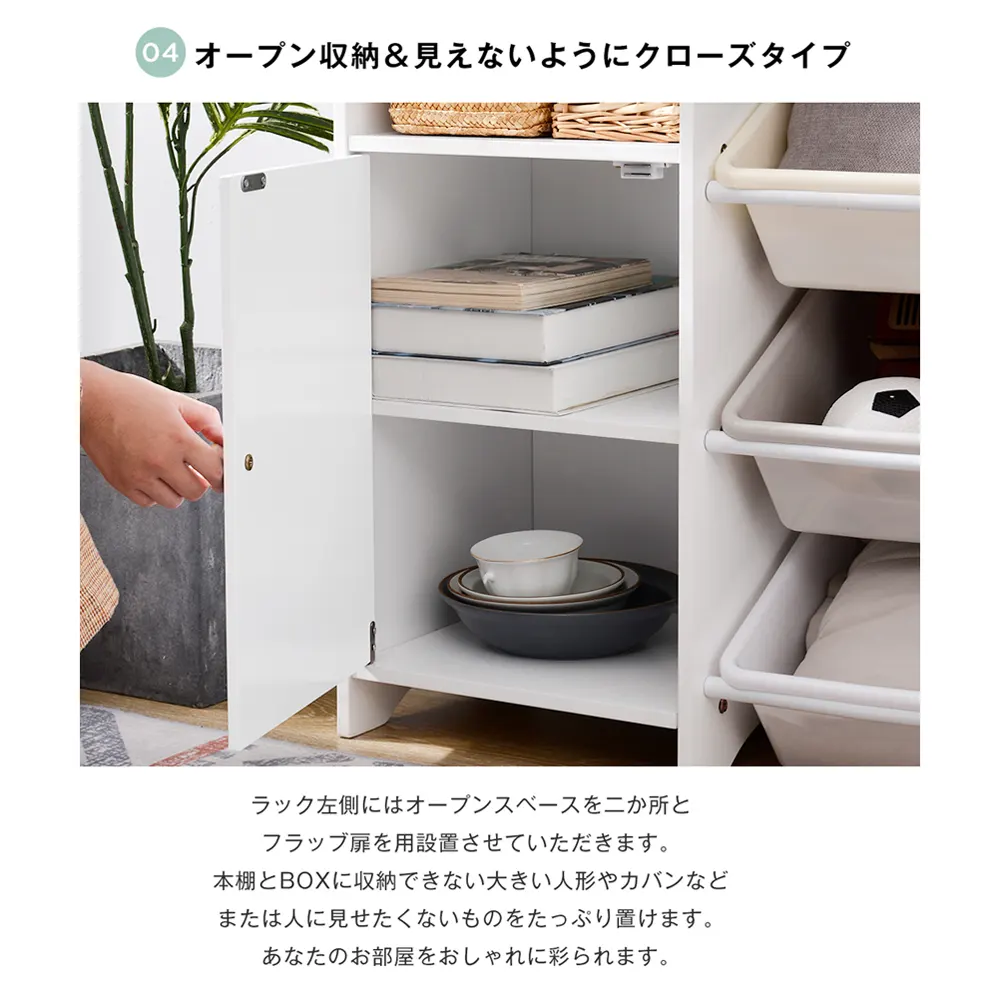 04 オープン収納＆見えないようにクローズタイプ
ラック左側にはオープンスベースを二か所と
フラッブ扉を用設置させていただきます。
本棚とBOXに収納できない大きい人形やカバンなど
または人に見せたくないものをたっぷり置けます。
あなたのお部屋をおしゃれに彩られます。